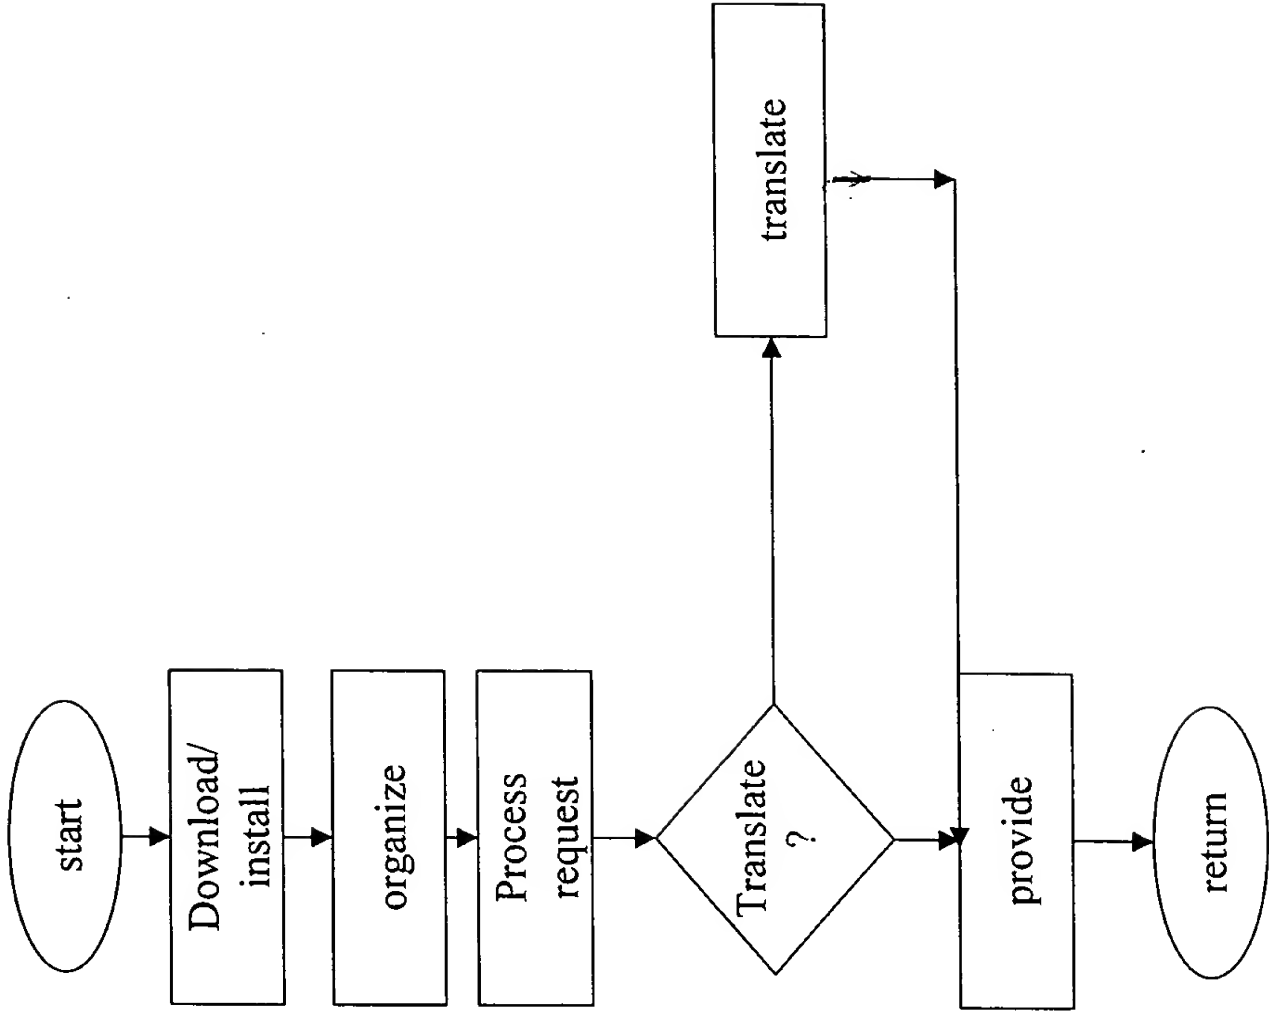 start
Download/
install
organize
Process
request
Translate
?
translate
provide
return